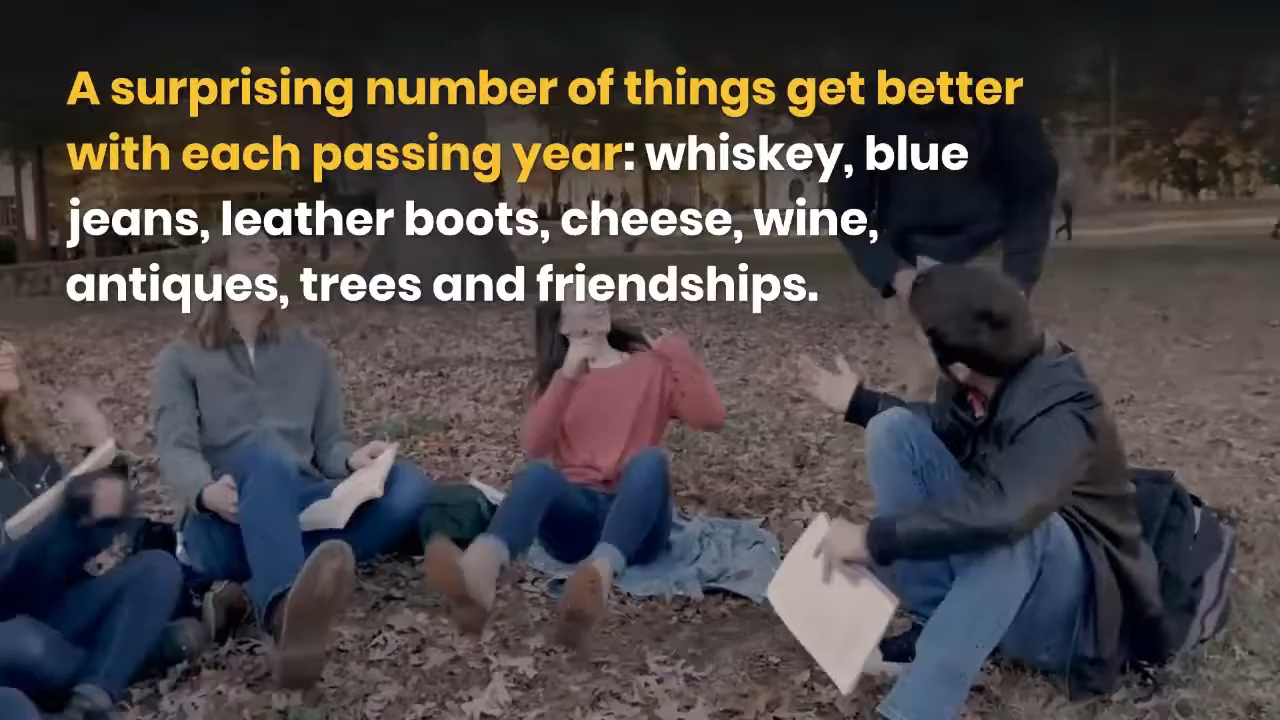 A surprising number of things get better
with each passing year: whiskey, blue
jeans, leather boots, cheese, wine,
antiques, trees and friendships.